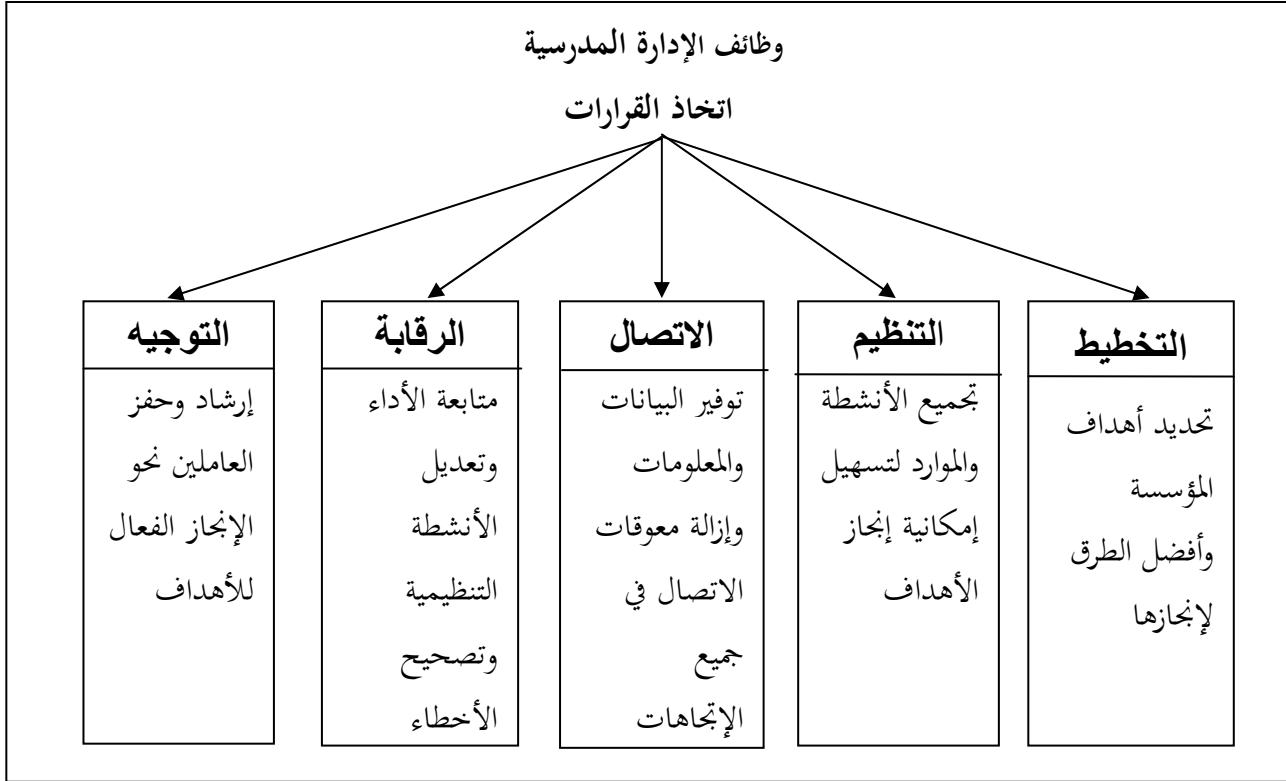 وظائف الإدارة المدرسية
اتخاذ القرارات
التخطيط
تحديد أهداف
المؤسسة
وأفضل الطرق
لإنجازها
التنظيم
تجميع الأنشطة
والموارد لتسهيل
إمكانية إنجاز
الأهداف
الاتصال
توفير البيانات
والمعلومات
وإزالة معوقات
الاتصال في
جميع
الإتجاهات
الرقابة
متابعة الأداء
وتعديل
الأنشطة
التنظيمية
وتصحيح
الأخطاء
التوجيه
إرشاد وحفز
العاملين نحو
الإنجاز الفعال
للأهداف